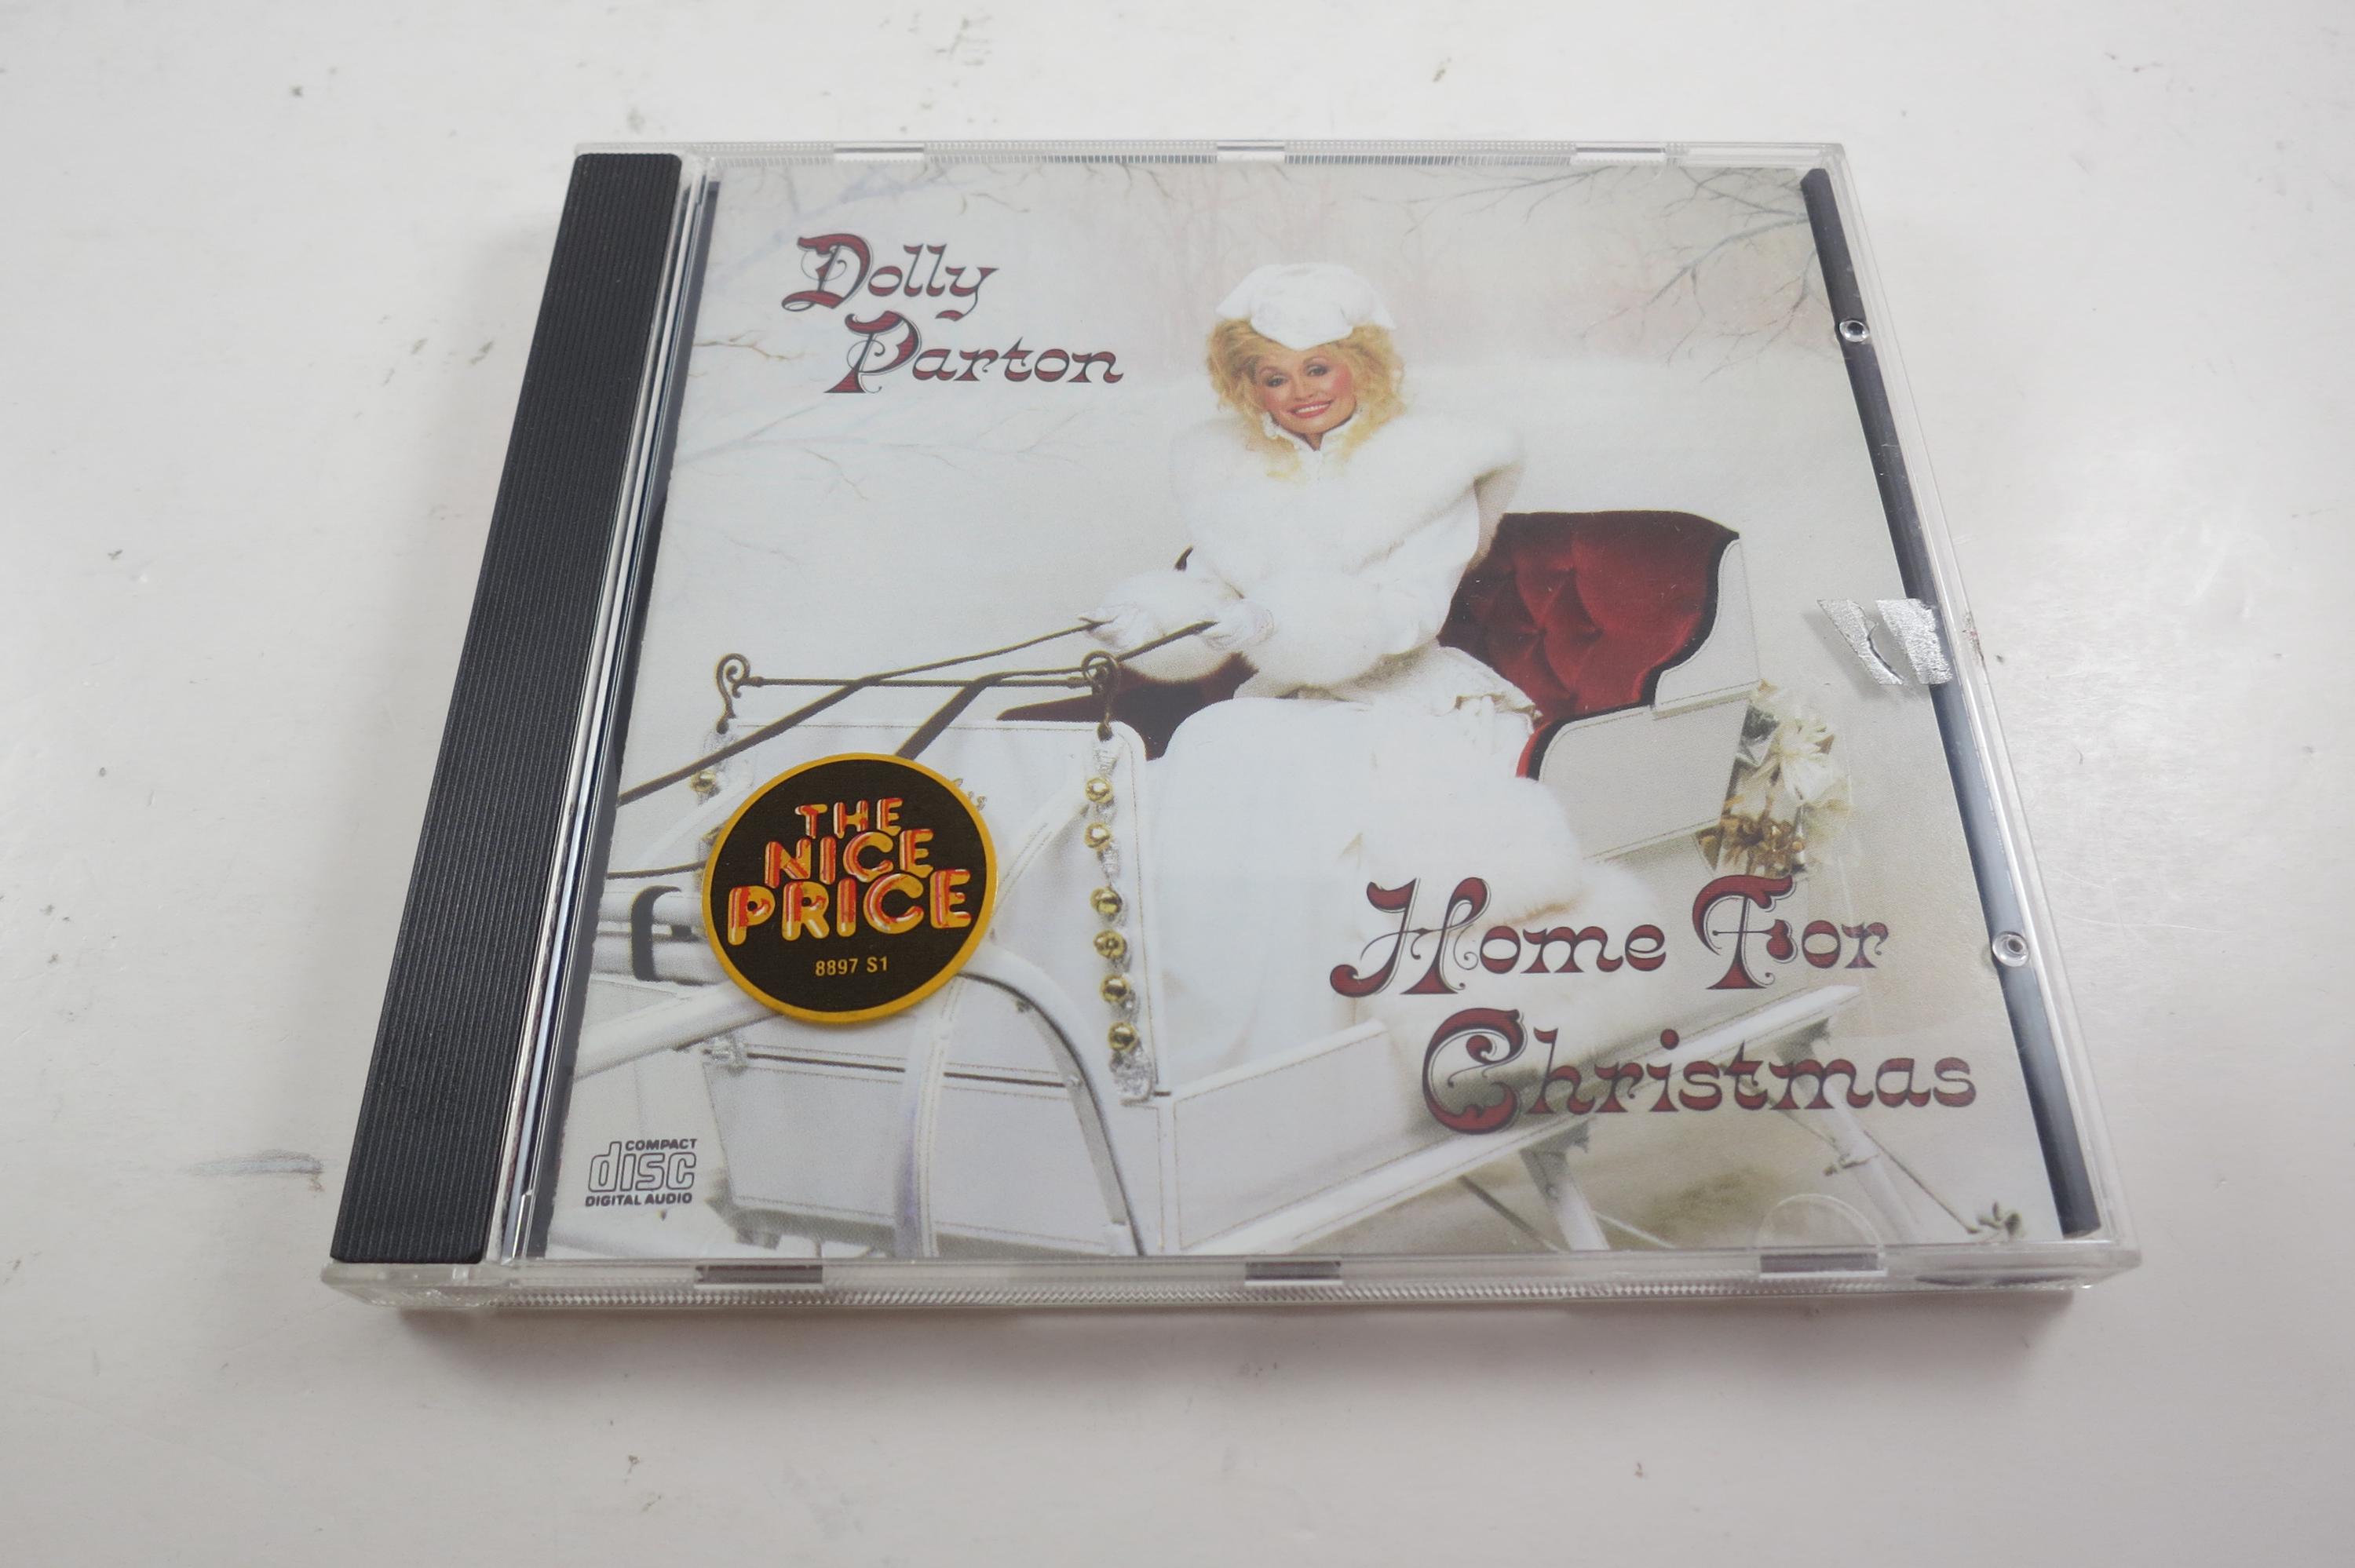 Dolly
Parton
THE
NICE
PRICE
8897 S1
Home For
Christmas
COMPACT
disc
DIGITAL AUDIO